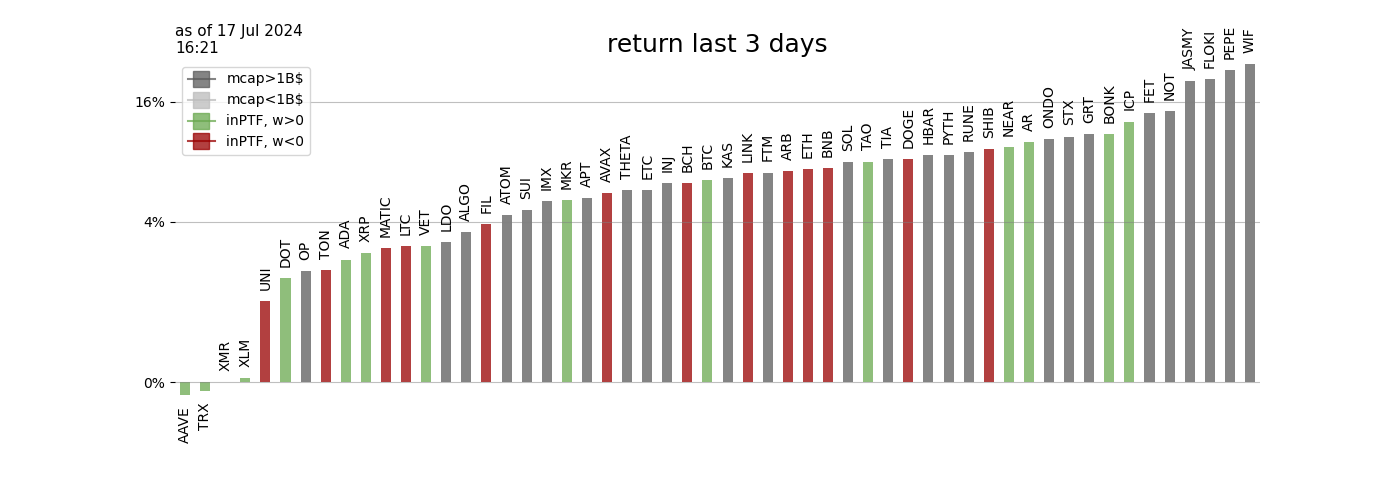 as of 17 Jul 2024
16:21
return last 3 days
mcap>1B$
mcap<1B$
inPTF, w>0
inPTF, w<0
16%
4%
0%
AAVE
TRX
XMR
XLM
UNI
DOT
OP
TON
ADA
XRP
MATIC
LTC
VET
LDO
ALGO
FIL
ATOM
SUI
IMX
MKR
APT
AVAX
THETA
ETC
INJ
BCH
BTC
KAS
LINK
FTM
ARB
ETH
BNB
SOL
TAO
TIA
DOGE
HBAR
PYTH
RUNE
SHIB
NEAR
AR
ONDO
STX
GRT
BONK
ICP
FET
NOT
JASMY
FLOKI
PEPE
WIF